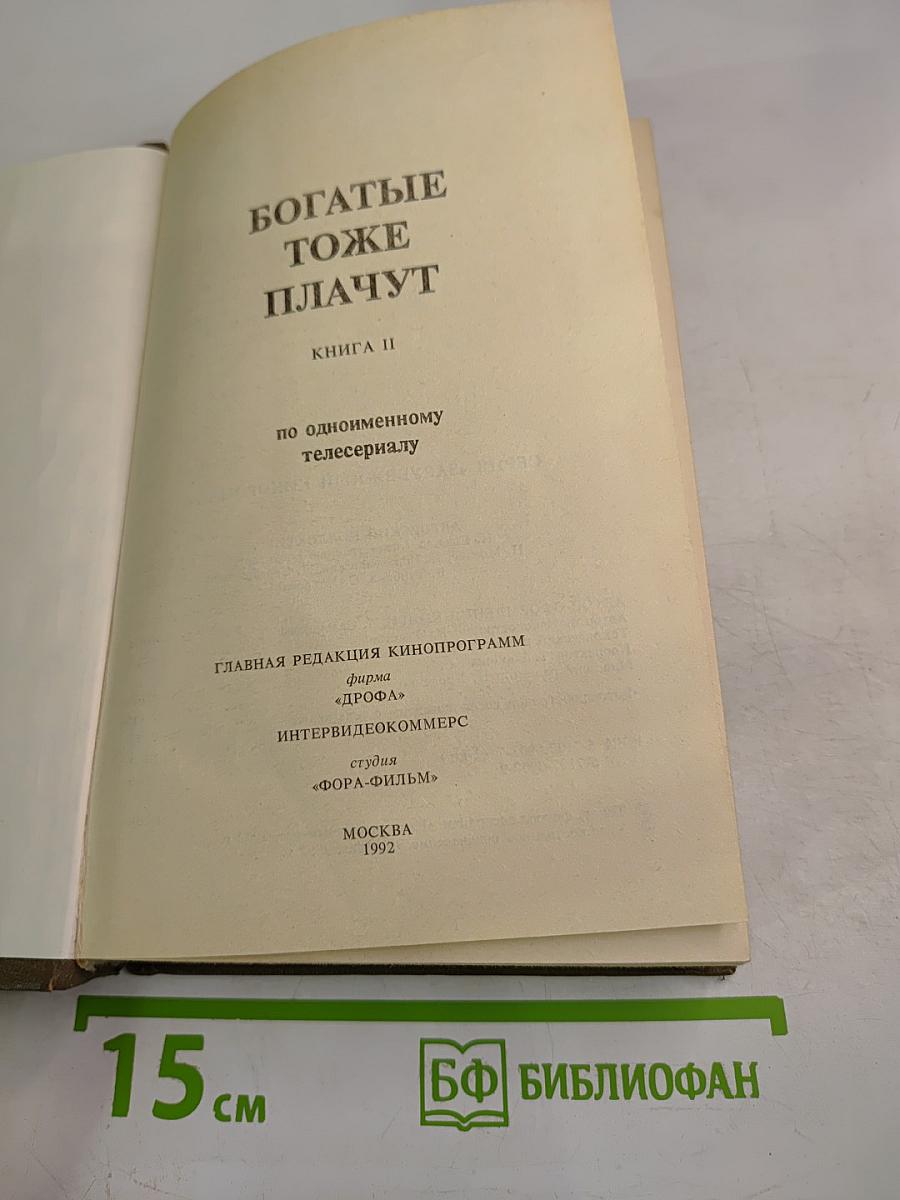 БОГАТЫЕ
ТОЖЕ
ПЛАЧУТ
КНИГА II
по одноименному
телесериалу
ГЛАВНАЯ РЕДАКЦИЯ КИНОПРОГРАММ
фирма
«ДРОФА»
ИНТЕРВИДЕОКОММЕРС
студия
«ФОРА-ФИЛЬМ»
МОСКВА
1992
15 см
БФ БИБЛИОФАН